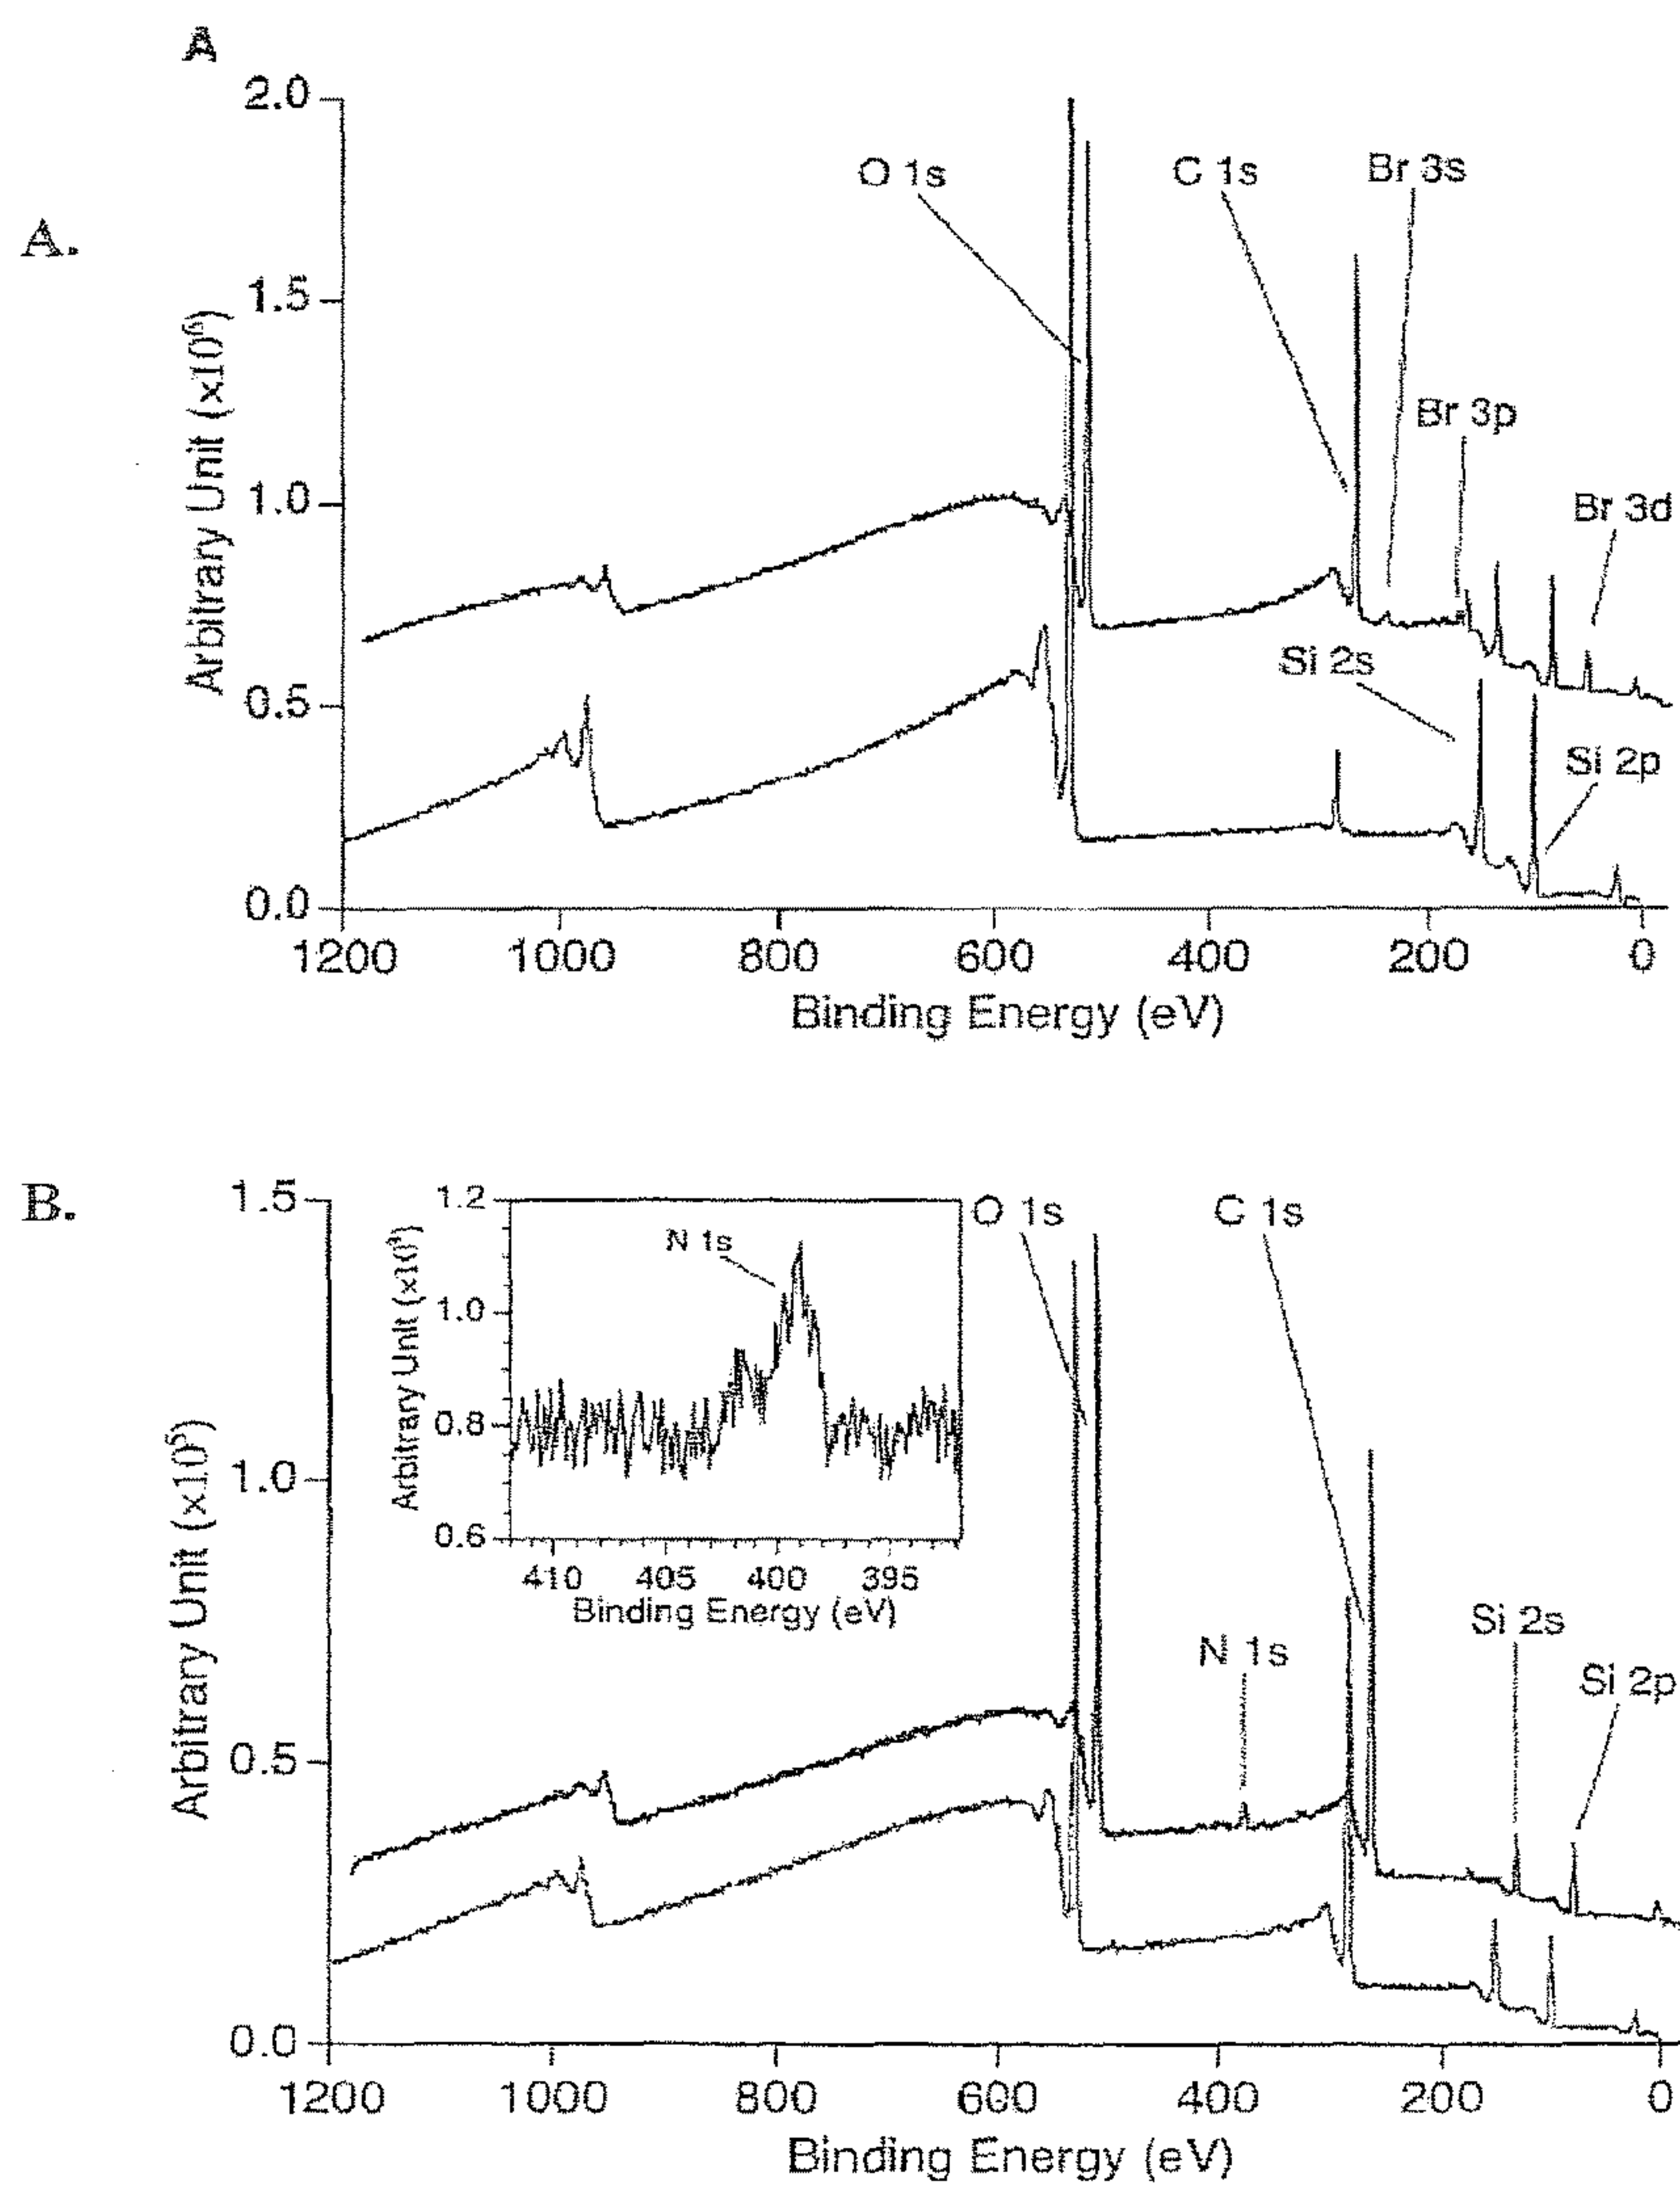 A
A.
2.0
1.5
1.0
0.5
0.0
Arbitrary Unit (x10⁶)
O 1s
C 1s
Br 3s
Br 3p
Br 3d
Si 2s
Si 2p
1200 1000 800 600 400 200 0
Binding Energy (eV)
B.
1.5
1.0
0.5
0.0
Arbitrary Unit (x10⁵)
1.2
1.0
0.8
0.6
Arbitrary Unit (x10³)
N 1s
410 405 400 395
Binding Energy (eV)
O 1s
C 1s
N 1s
Si 2s
Si 2p
1200 1000 800 600 400 200 0
Binding Energy (eV)